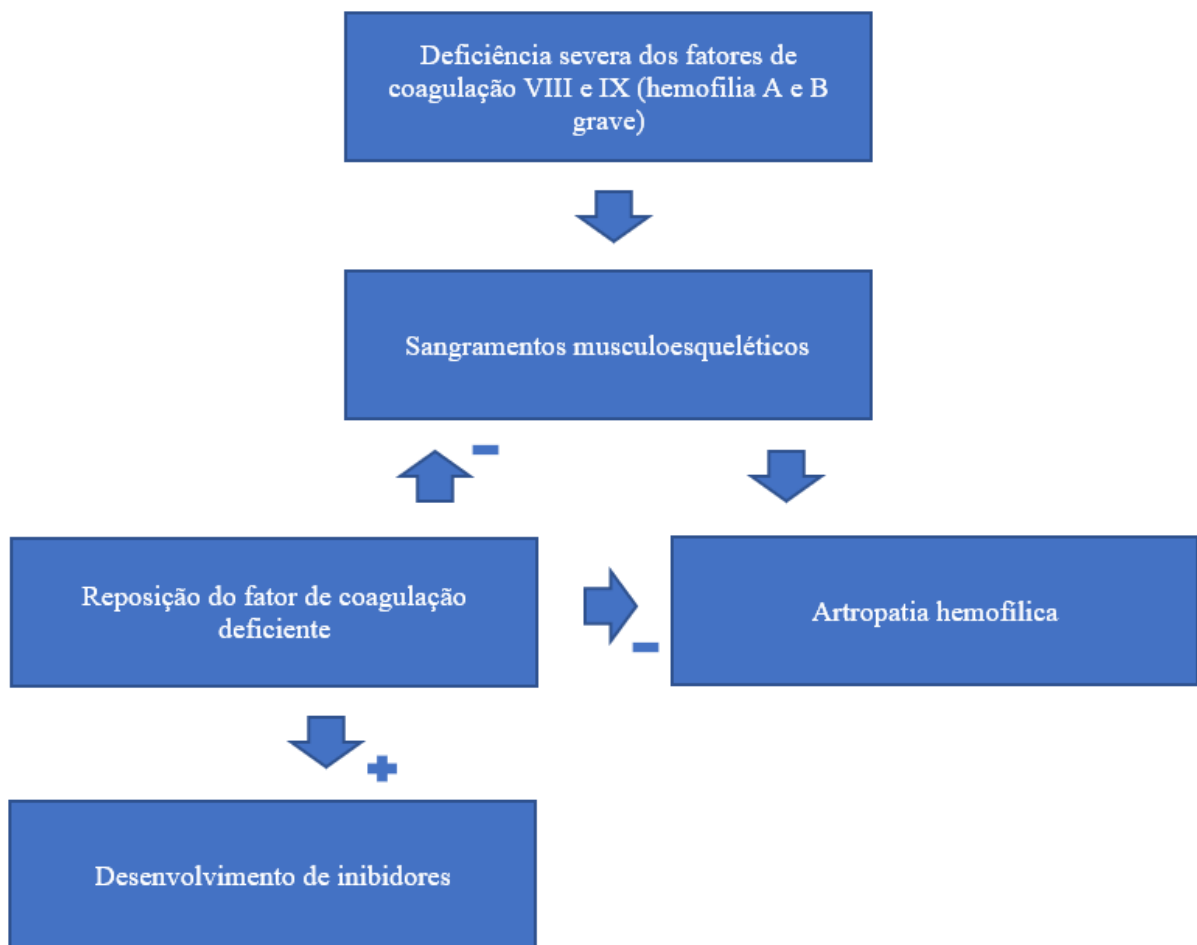 Deficiência severa dos fatores de
coagulação VIII e IX (hemofilia A e B
grave)
Sangramentos musculoesqueléticos
Reposição do fator de coagulação
deficiente
Artropatia hemofílica
Desenvolvimento de inibidores